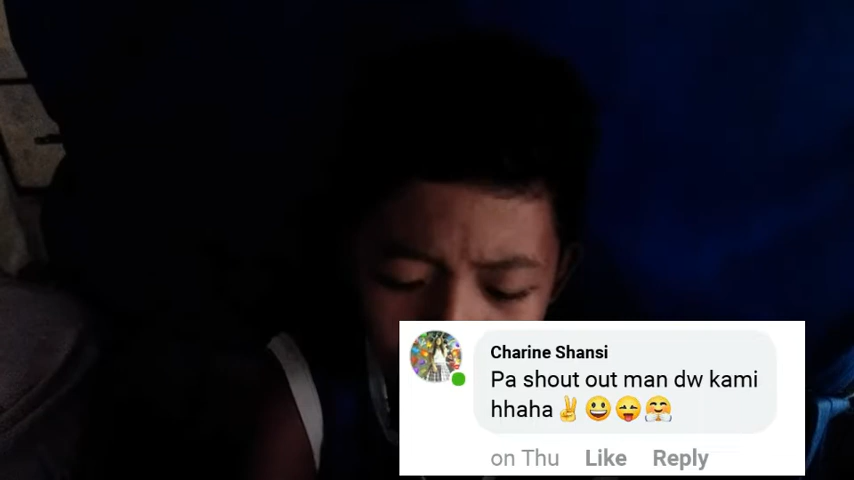 Charine Shansi
Pa shout out man dw kami
hhaha✌😀😝🤗
on Thu Like Reply